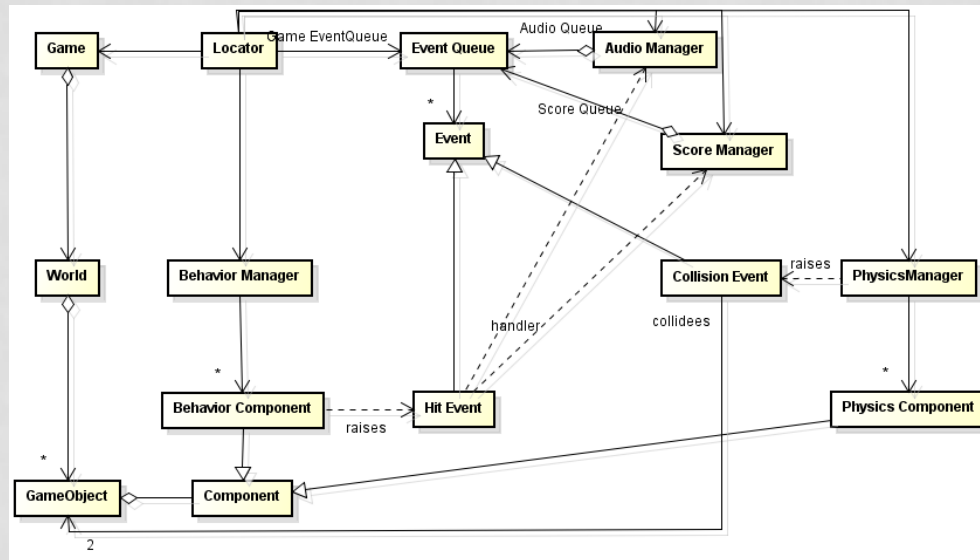 Game
Locator
Game EventQueue
Event Queue
Audio Queue
Audio Manager
*
Score Queue
Event
Score Manager
World
Behavior Manager
Collision Event
raises
PhysicsManager
handler
collidees
*
*
Behavior Component
raises
Hit Event
Physics Component
*
GameObject
Component
2